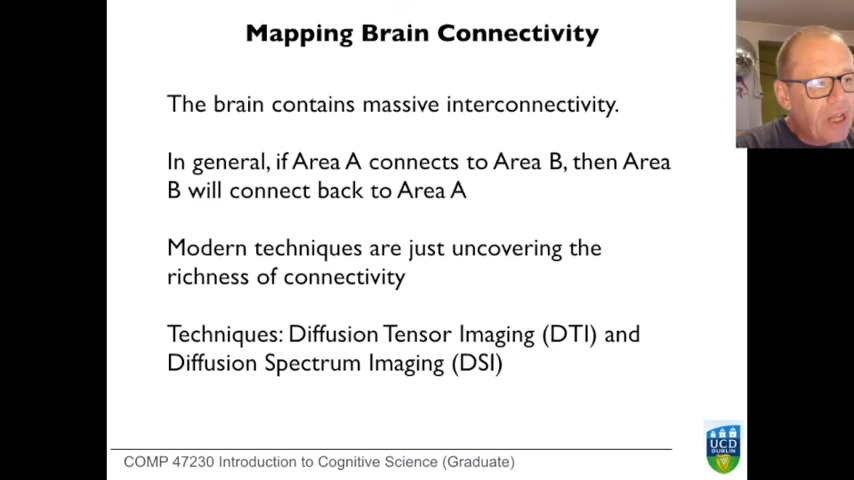 Mapping Brain Connectivity
The brain contains massive interconnectivity.
In general, if Area A connects to Area B, then Area
B will connect back to Area A
Modern techniques are just uncovering the
richness of connectivity
Techniques: Diffusion Tensor Imaging (DTI) and
Diffusion Spectrum Imaging (DSI)
COMP 47230 Introduction to Cognitive Science (Graduate)
UCD
DUBLIN